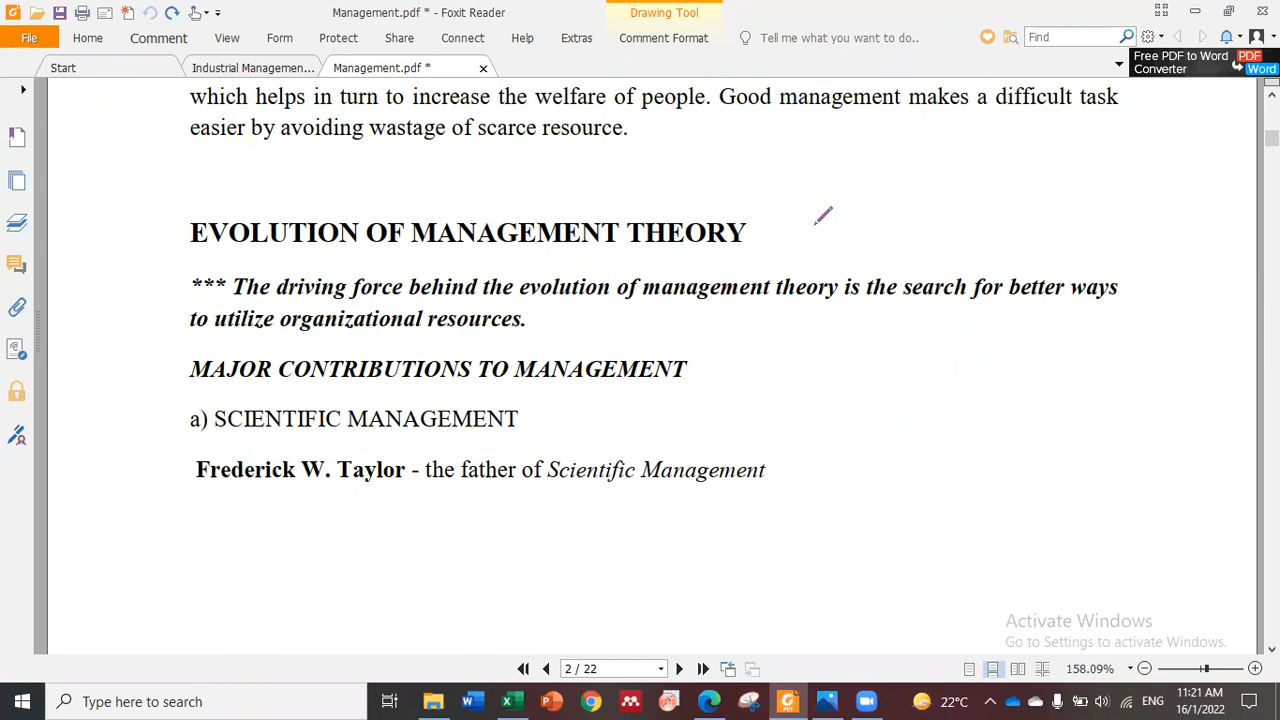 Management.pdf * - Foxit Reader
Drawing Tool
File Home Comment View Form Protect Share Connect Help Extras Comment Format Tell me what you want to do.. Find
Start Industrial Managemen... Management.pdf * Free PDF to Word Converter PDF Word
which helps in turn to increase the welfare of people. Good management makes a difficult task
easier by avoiding wastage of scarce resource.
EVOLUTION OF MANAGEMENT THEORY
*** The driving force behind the evolution of management theory is the search for better ways
to utilize organizational resources.
MAJOR CONTRIBUTIONS TO MANAGEMENT
a) SCIENTIFIC MANAGEMENT
Frederick W. Taylor - the father of Scientific Management
Activate Windows
Go to Settings to activate Windows.
2 / 22 158.09%
Type here to search 22°C ENG 11:21 AM
16/1/2022